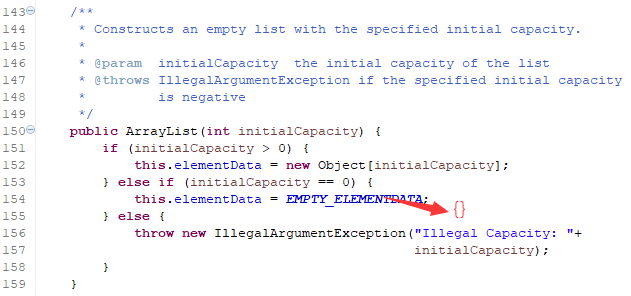 143 /**
144 * Constructs an empty list with the specified initial capacity.
145 *
146 * @param initialCapacity the initial capacity of the list
147 * @throws IllegalArgumentException if the specified initial capacity
148 * is negative
149 */
150 public ArrayList(int initialCapacity) {
151 if (initialCapacity > 0) {
152 this.elementData = new Object[initialCapacity];
153 } else if (initialCapacity == 0) {
154 this.elementData = EMPTY_ELEMENTDATA;
{}
155 } else {
156 throw new IllegalArgumentException("Illegal Capacity: "+
157 initialCapacity);
158 }
159 }